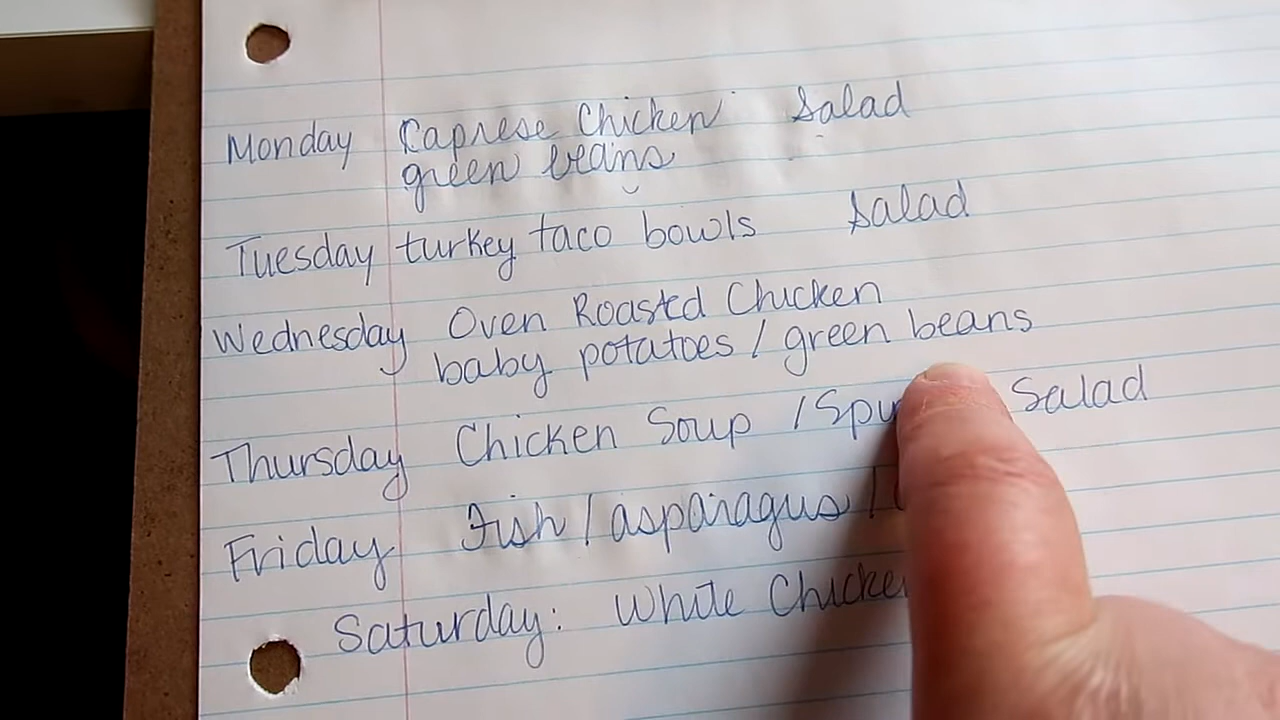 Monday Caprese Chicken Salad
green beans
Tuesday turkey taco bowls Salad
Wednesday Oven Roasted Chicken
baby potatoes / green beans
Thursday Chicken Soup / Salad
Friday Fish / asparagus /
Saturday: White